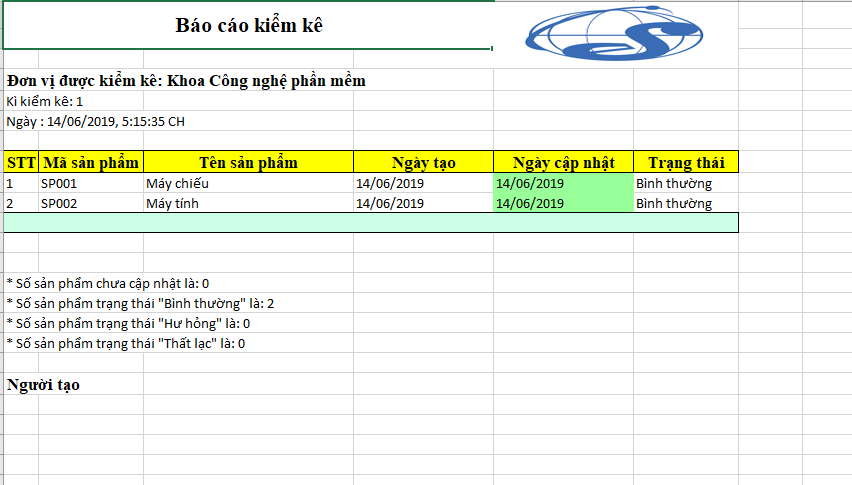 Báo cáo kiểm kê
Đơn vị được kiểm kê: Khoa Công nghệ phần mềm
Kì kiểm kê: 1
Ngày : 14/06/2019, 5:15:35 CH
STT Mã sản phẩm Tên sản phẩm Ngày tạo Ngày cập nhật Trạng thái
1 SP001 Máy chiếu 14/06/2019 14/06/2019 Bình thường
2 SP002 Máy tính 14/06/2019 14/06/2019 Bình thường
* Số sản phẩm chưa cập nhật là: 0
* Số sản phẩm trạng thái "Bình thường" là: 2
* Số sản phẩm trạng thái "Hư hỏng" là: 0
* Số sản phẩm trạng thái "Thất lạc" là: 0
Người tạo